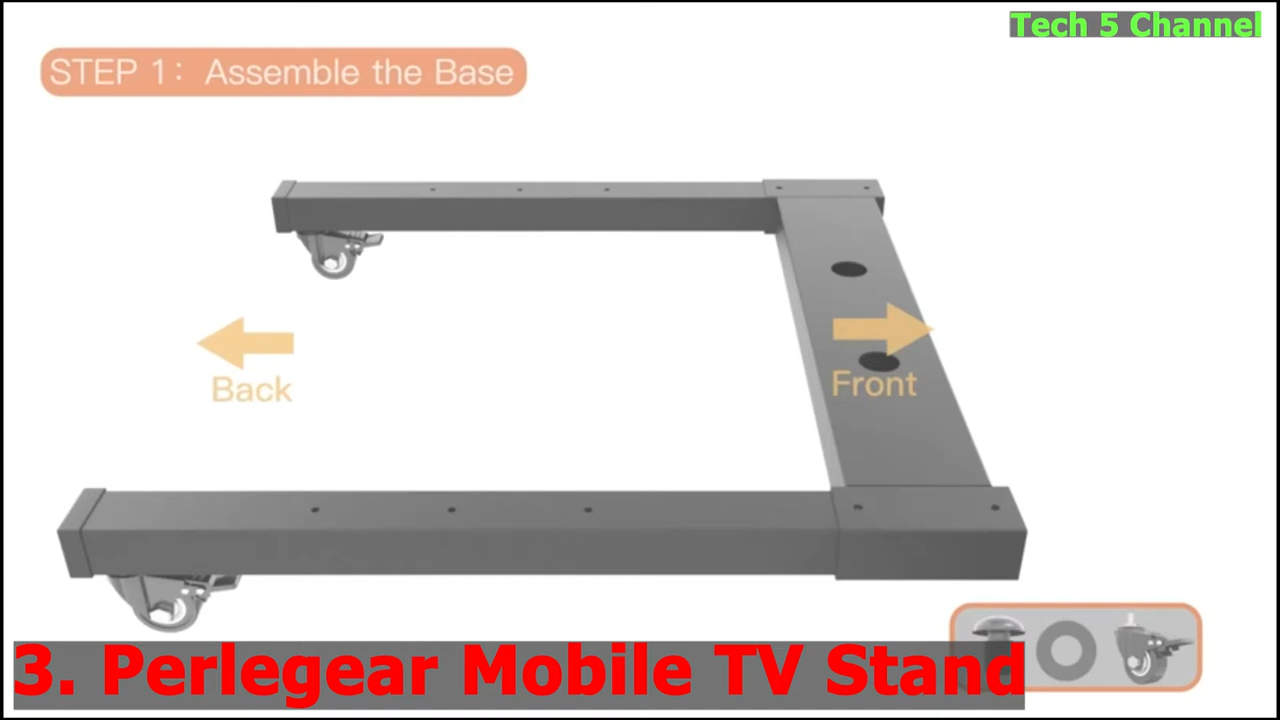 Tech 5 Channel
STEP 1: Assemble the Base
Back
Front
3. Perlegear Mobile TV Stand